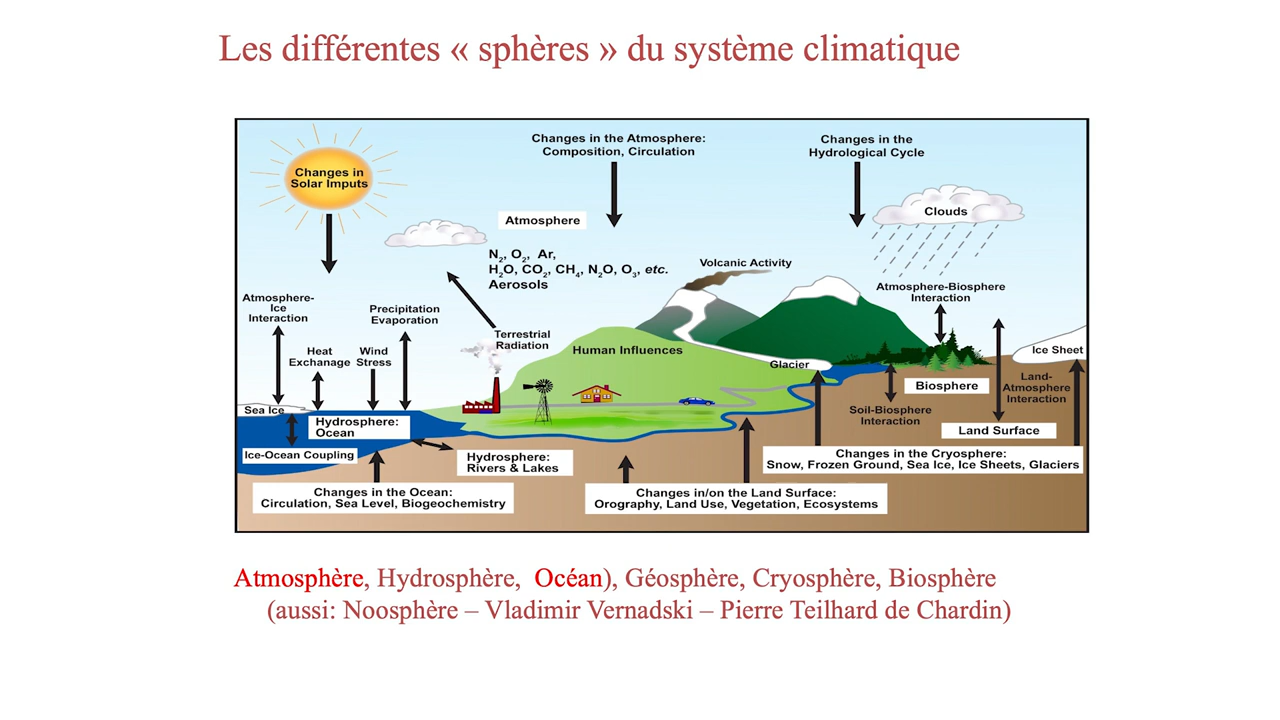 Les différentes « sphères » du système climatique
Changes in
Solar Imputs
Changes in the Atmosphere:
Composition, Circulation
Changes in the
Hydrological Cycle
Clouds
Atmosphere
N2, O2, Ar,
H2O, CO2, CH4, N2O, O3, etc.
Aerosols
Volcanic Activity
Atmosphere-Biosphere
Interaction
Atmosphere-
Ice
Interaction
Precipitation
Evaporation
Heat
Exchanage
Wind
Stress
Terrestrial
Radiation
Human Influences
Glacier
Ice Sheet
Land-
Atmosphere
Interaction
Biosphere
Soil-Biosphere
Interaction
Land Surface
Sea Ice
Hydrosphere:
Ocean
Ice-Ocean Coupling
Hydrosphere:
Rivers & Lakes
Changes in the Cryosphere:
Snow, Frozen Ground, Sea Ice, Ice Sheets, Glaciers
Changes in the Ocean:
Circulation, Sea Level, Biogeochemistry
Changes in/on the Land Surface:
Orography, Land Use, Vegetation, Ecosystems
Atmosphère, Hydrosphère, Océan), Géosphère, Cryosphère, Biosphère
(aussi: Noosphère – Vladimir Vernadski – Pierre Teilhard de Chardin)